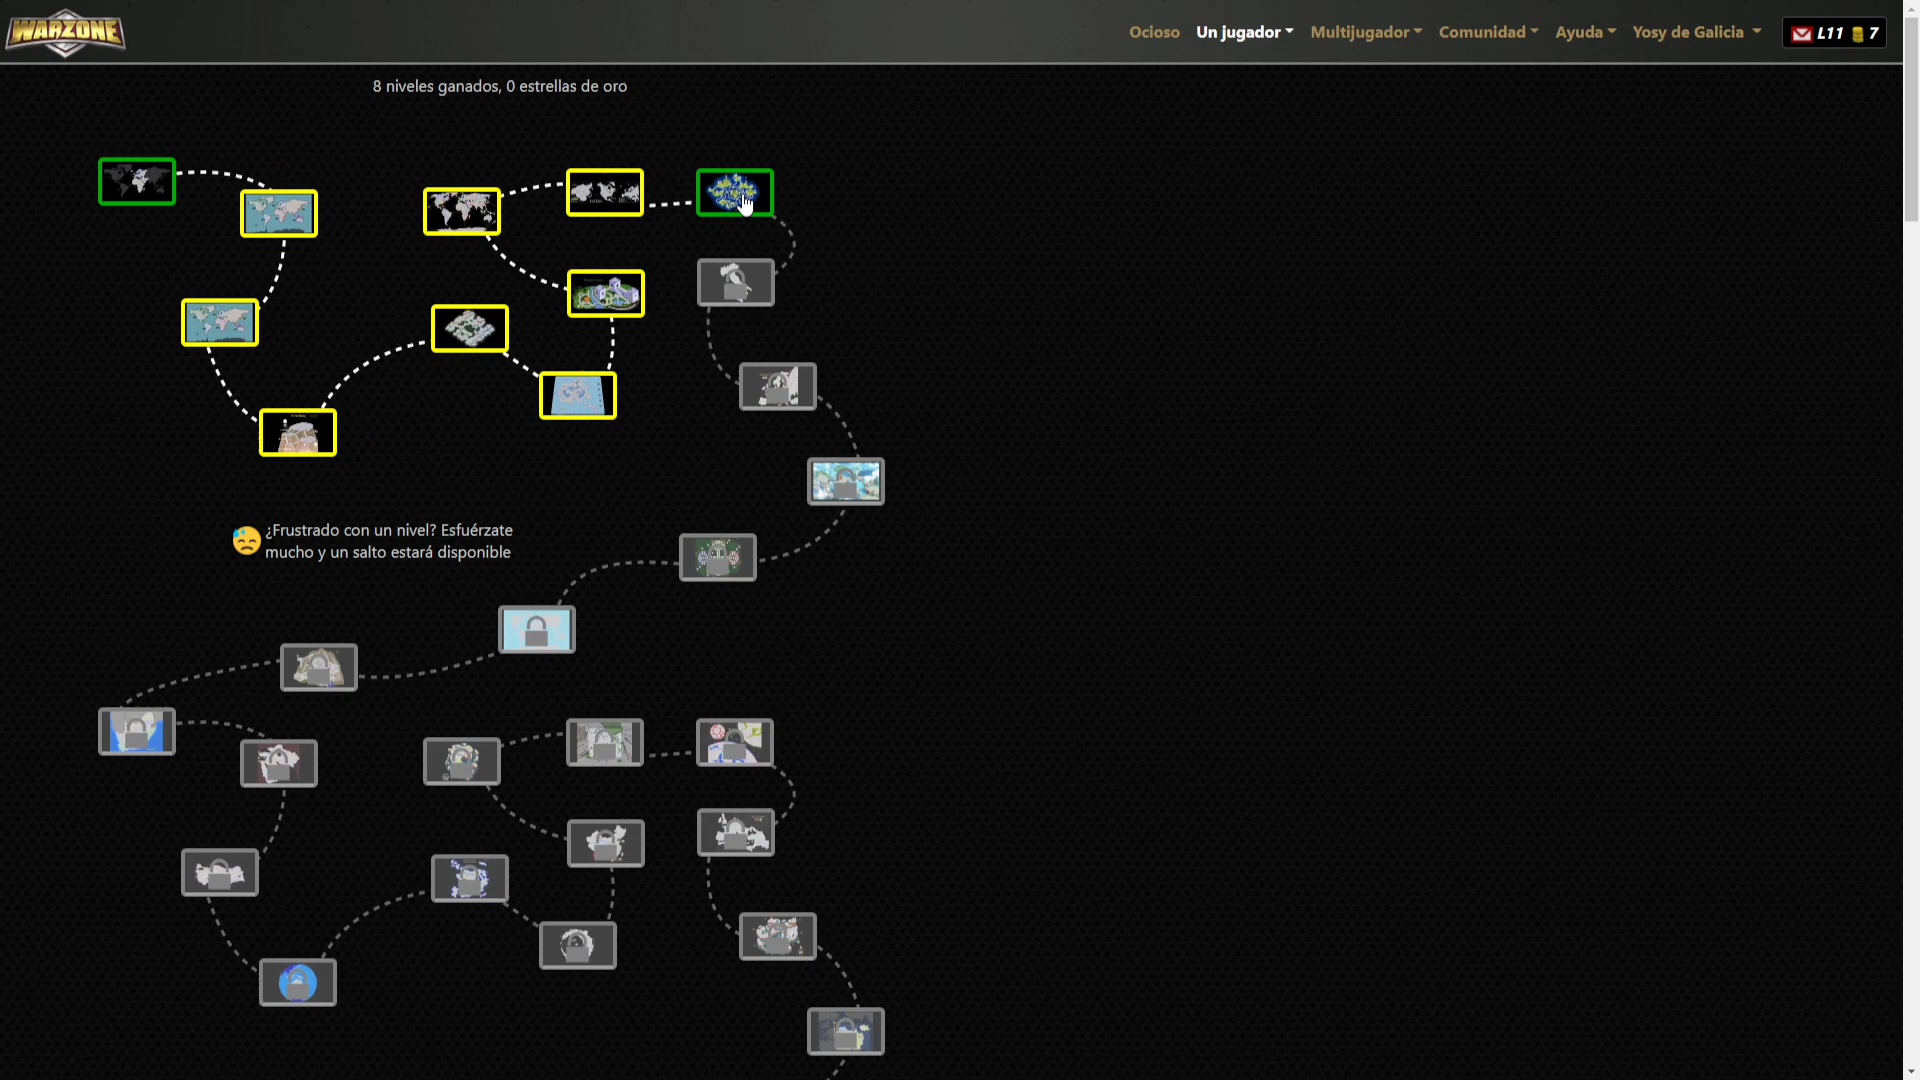 WARZONE
Ocioso Un jugador Multijugador Comunidad Ayuda Yosy de Galicia L11 7
8 niveles ganados, 0 estrellas de oro
¿Frustrado con un nivel? Esfuérzate
mucho y un salto estará disponible